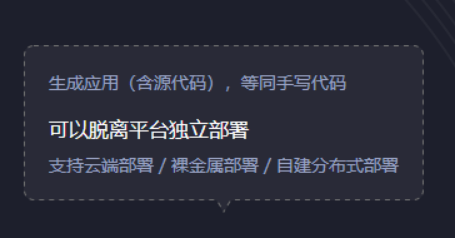 生成应用（含源代码），等同手写代码
可以脱离平台独立部署
支持云端部署 / 裸金属部署 / 自建分布式部署